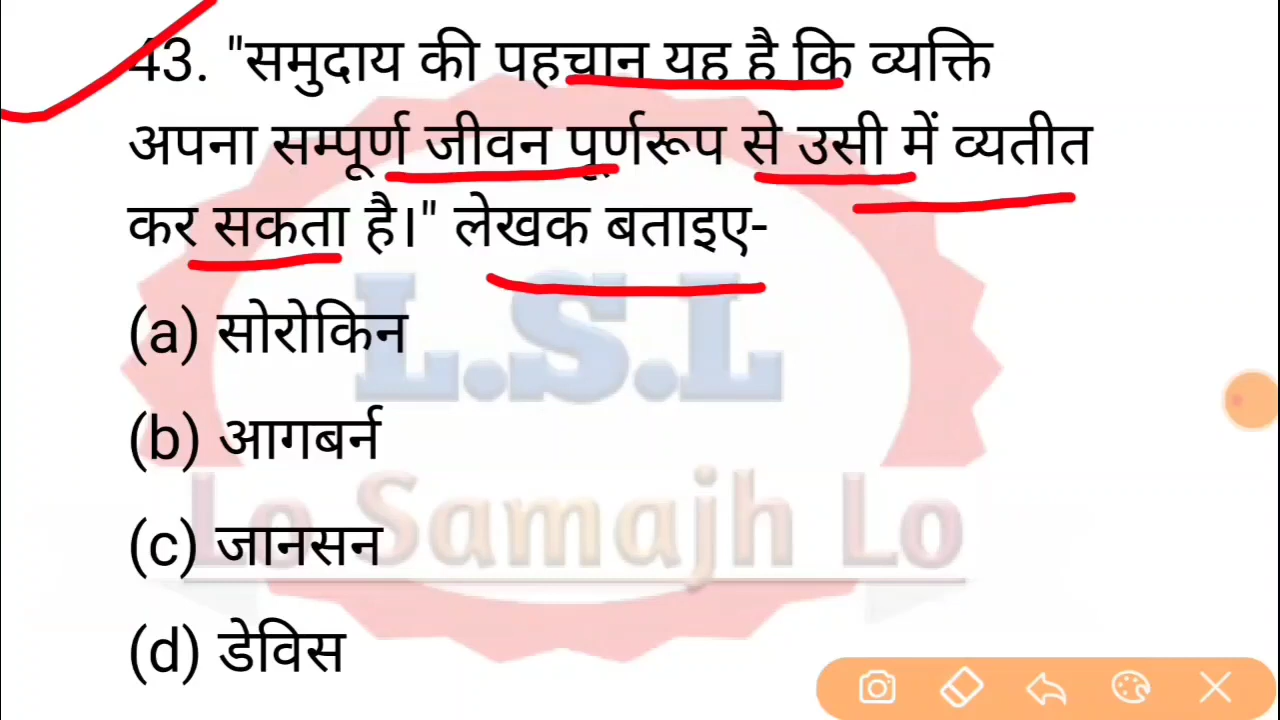 43. "समुदाय की पहचान यह है कि व्यक्ति
अपना सम्पूर्ण जीवन पूर्णरूप से उसी में व्यतीत
कर सकता है।" लेखक बताइए-
(a) सोरोकिन
(b) आगबर्न
(c) जानसन
(d) डेविस
L.S.L
Lo Samajh Lo